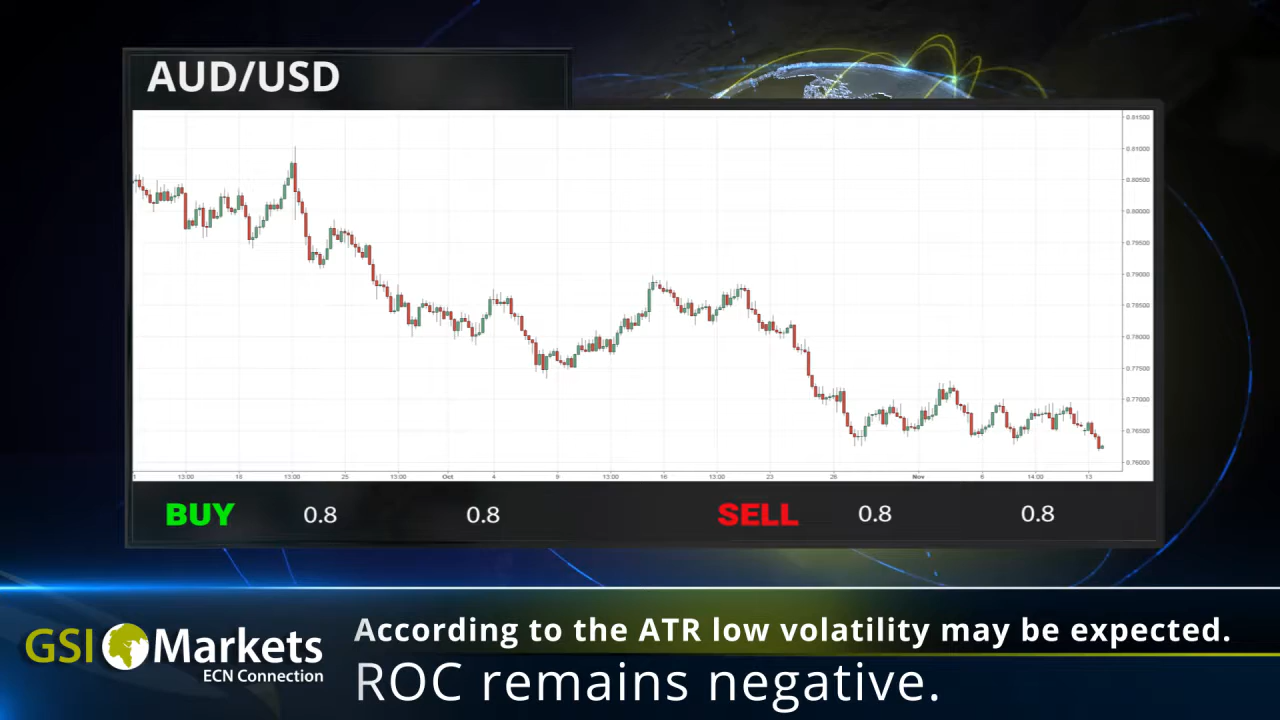 AUD/USD
0.81500
0.81000
0.80500
0.80000
0.79500
0.79000
0.78500
0.78000
0.77500
0.77000
0.76500
0.76000
1 13:00 18 13:00 25 13:00 Oct 4 9 13:00 16 13:00 23 26 Nov 6 14:00 13
BUY 0.8 0.8 SELL 0.8 0.8
GSI Markets
ECN Connection
According to the ATR low volatility may be expected.
ROC remains negative.